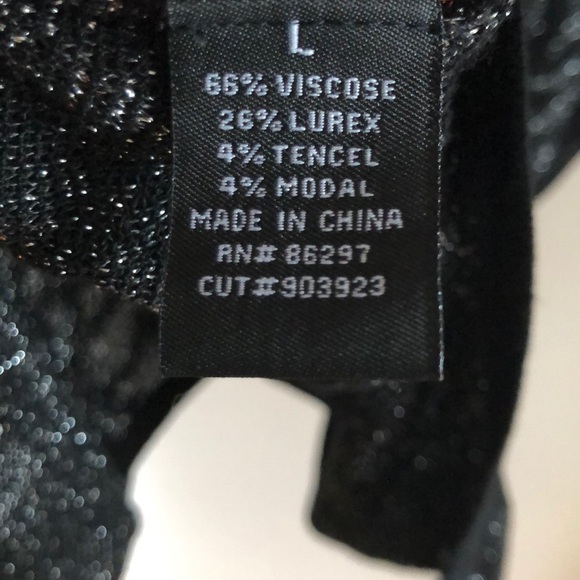 L
66% VISCOSE
26% LUREX
4% TENCEL
4% MODAL
MADE IN CHINA
RN# 86297
CUT#903923